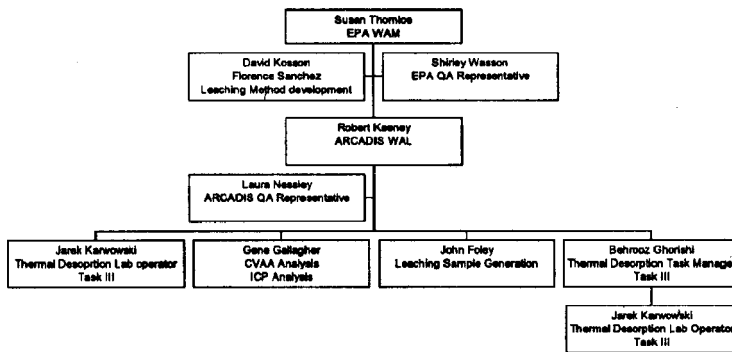 Susan Thornloe
EPA WAM
David Kosson
Florence Sanchez
Leaching Method development
Shirley Wasson
EPA QA Representative
Robert Keeney
ARCADIS WAL
Laura Nessley
ARCADIS QA Representative
Jarek Karwowski
Thermal Desorption Lab operator
Task III
Gene Gallagher
CVAA Analysis
ICP Analysis
John Foley
Leaching Sample Generation
Behrooz Ghorishi
Thermal Desorption Task Manage
Task III
Jarek Karwowski
Thermal Desorption Lab Operator
Task III